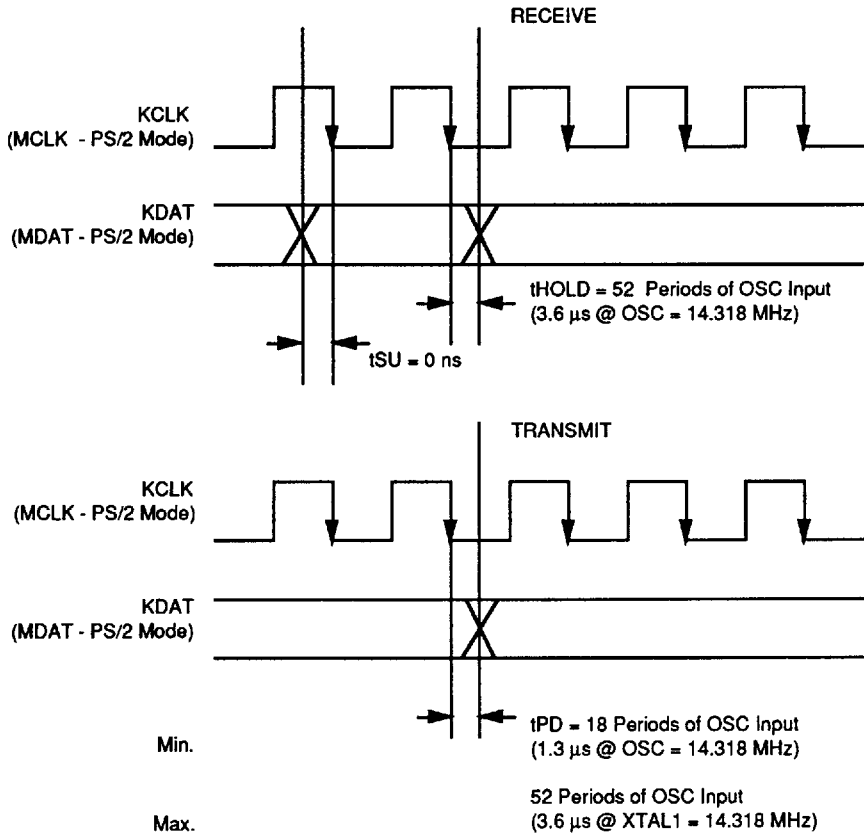 RECEIVE
KCLK
(MCLK - PS/2 Mode)
KDAT
(MDAT - PS/2 Mode)
tHOLD = 52 Periods of OSC Input
(3.6 µs @ OSC = 14.318 MHz)
tSU = 0 ns
TRANSMIT
KCLK
(MCLK - PS/2 Mode)
KDAT
(MDAT - PS/2 Mode)
Min.
tPD = 18 Periods of OSC Input
(1.3 µs @ OSC = 14.318 MHz)
Max.
52 Periods of OSC Input
(3.6 µs @ XTAL1 = 14.318 MHz)